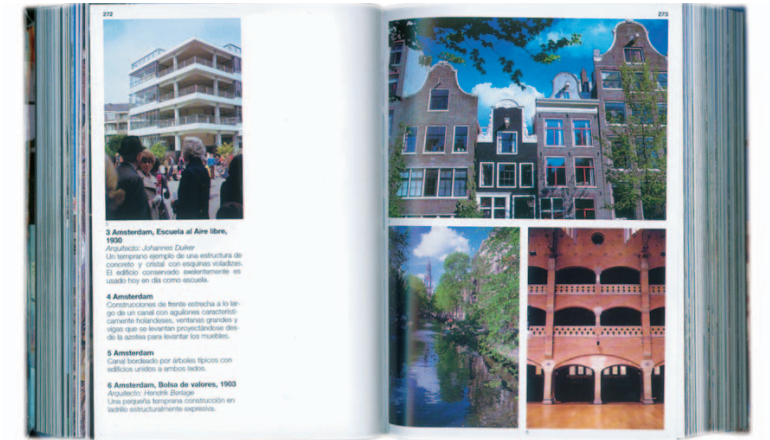 272
273
3 Amsterdam, Escuela al Aire libre,
1930
Arquitecto: Johannes Duiker
Un temprano ejemplo de una estructura de
concreto y cristal con esquinas voladizas.
El edificio conservado exelentemente es
usado hoy en día como escuela.
4 Amsterdam
Construcciones de frente estrecha a lo lar-
go de un canal con aguilones característi-
camente holandeses, ventanas grandes y
vigas que se levantan proyectándose des-
de la azotea para levantar los muebles.
5 Amsterdam
Canal bordeado por árboles típicos con
edificios unidos a ambos lados.
6 Amsterdam, Bolsa de valores, 1903
Arquitecto: Hendrik Berlage
Una pequeña temprana construcción en
ladrillo estructuralmente expresiva.